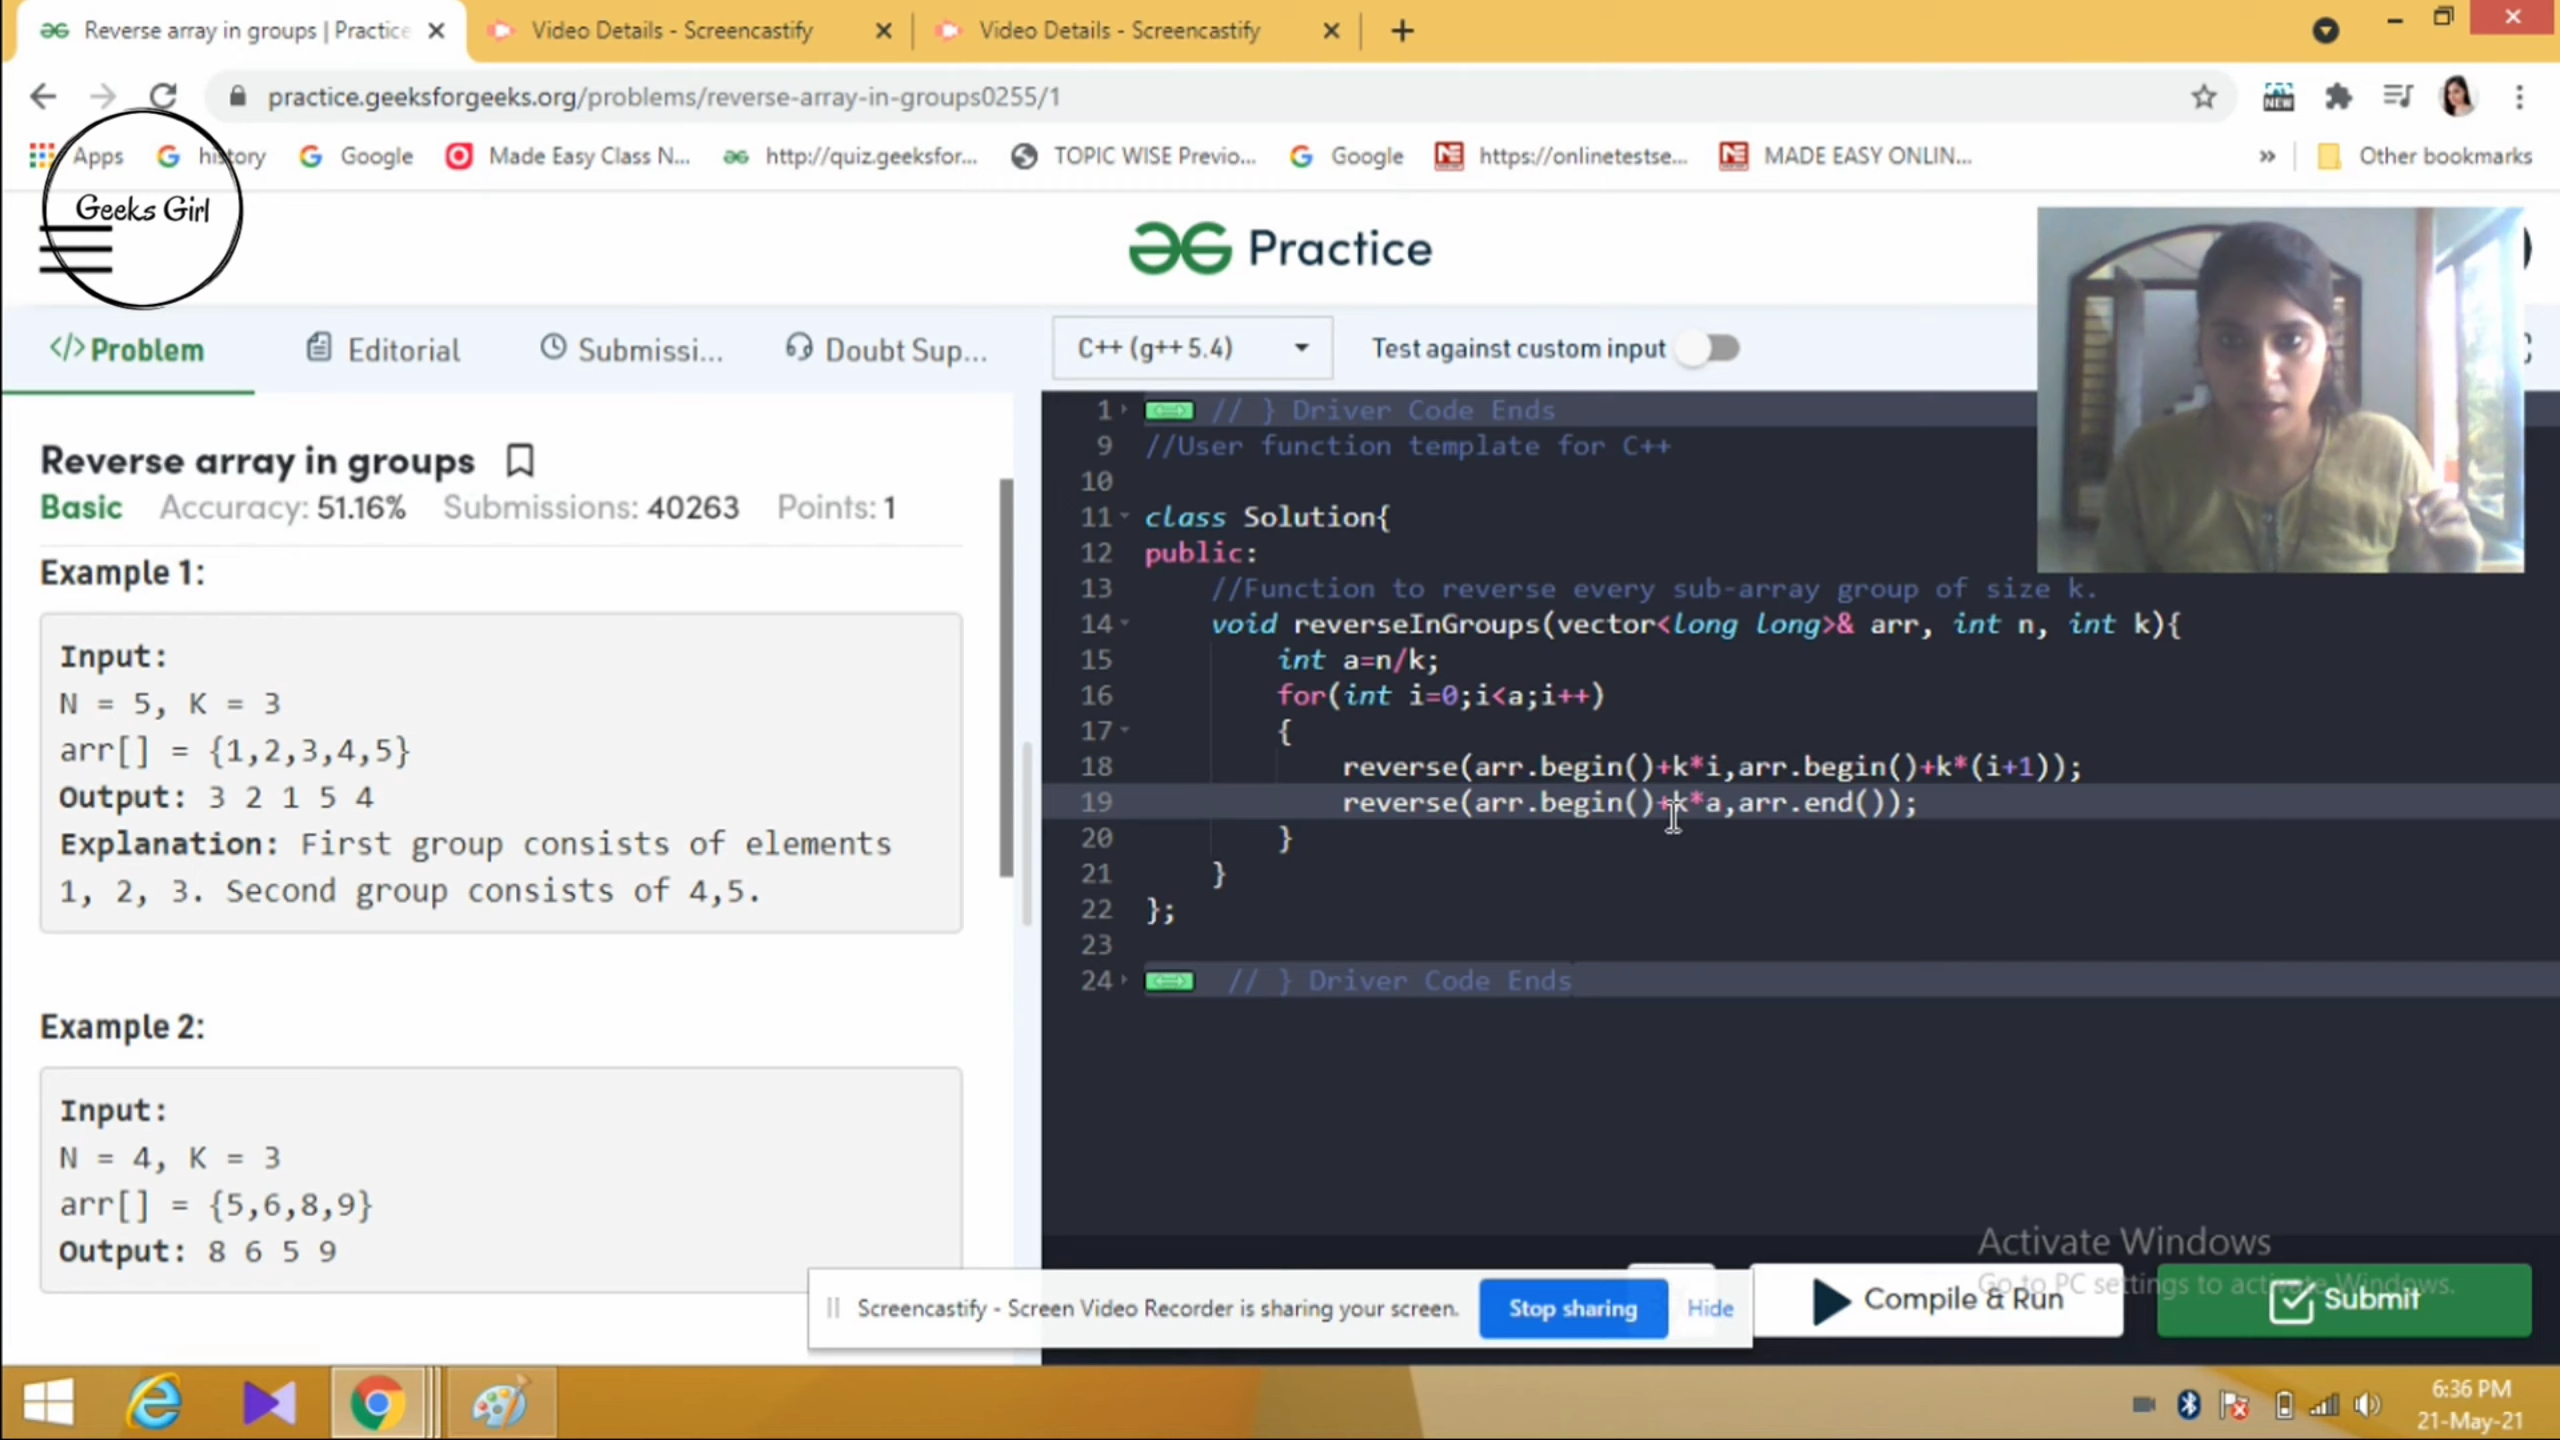 Reverse array in groups | Practice
Video Details - Screencastify
Video Details - Screencastify
practice.geeksforgeeks.org/problems/reverse-array-in-groups0255/1
NEW
Apps
history
Google
Made Easy Class N...
http://quiz.geeksfor...
TOPIC WISE Previo...
Google
https://onlinetestse...
MADE EASY ONLIN...
»
Other bookmarks
Geeks Girl
Practice
</> Problem
Editorial
Submissi...
Doubt Sup...
C++ (g++ 5.4)
Test against custom input
Reverse array in groups
Basic Accuracy: 51.16% Submissions: 40263 Points: 1
Example 1:
Input:
N = 5, K = 3
arr[] = {1,2,3,4,5}
Output: 3 2 1 5 4
Explanation: First group consists of elements
1, 2, 3. Second group consists of 4,5.
Example 2:
Input:
N = 4, K = 3
arr[] = {5,6,8,9}
Output: 8 6 5 9
1 // } Driver Code Ends
9 //User function template for C++
10
11 class Solution{
12 public:
13 //Function to reverse every sub-array group of size k.
14 void reverseInGroups(vector<long long>& arr, int n, int k){
15 int a=n/k;
16 for(int i=0;i<a;i++)
17 {
18 reverse(arr.begin()+k*i,arr.begin()+k*(i+1));
19 reverse(arr.begin()+k*a,arr.end());
20 }
21 }
22 };
23
24 // } Driver Code Ends
Activate Windows
Go to PC settings to activate Windows.
Screencastify - Screen Video Recorder is sharing your screen.
Stop sharing
Hide
Compile & Run
Submit
6:36 PM
21-May-21